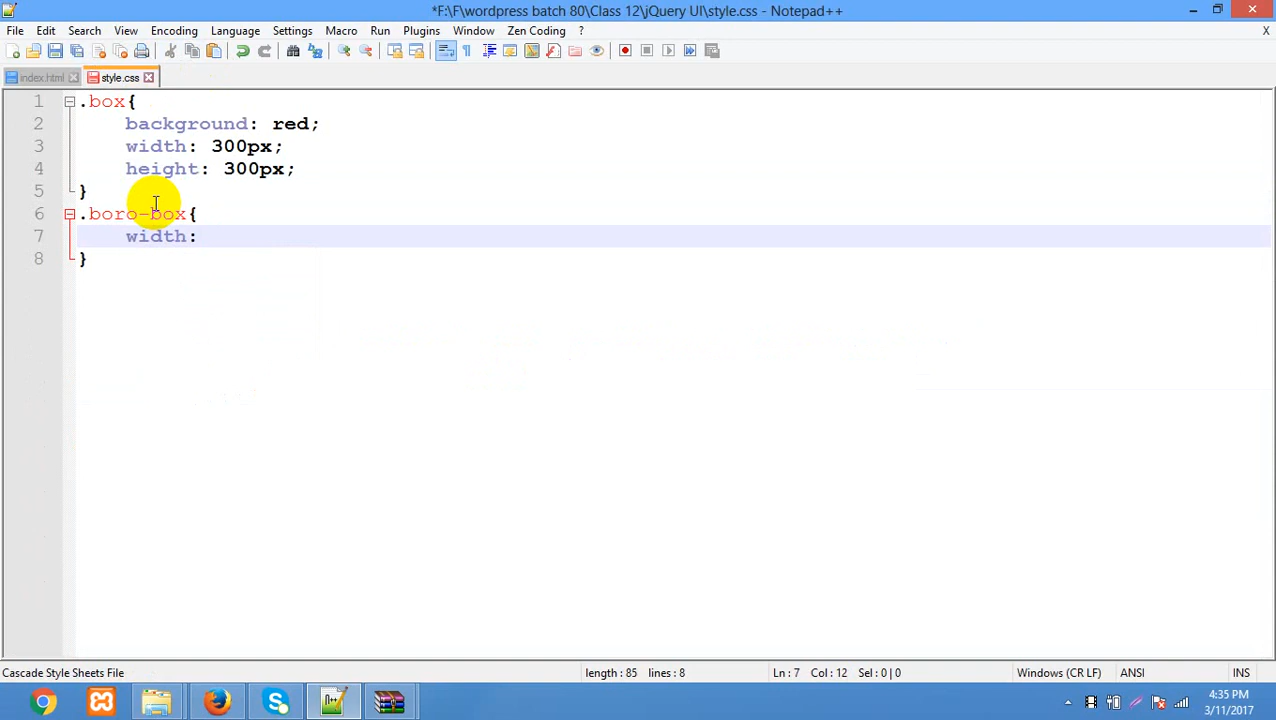 *F:\F\wordpress batch 80\Class 12\jQuery UI\style.css - Notepad++
File Edit Search View Encoding Language Settings Macro Run Plugins Window Zen Coding ? X
index.html style.css
1 .box{
2 background: red;
3 width: 300px;
4 height: 300px;
5 }
6 .boro-box{
7 width:
8 }
Cascade Style Sheets File length : 85 lines : 8 Ln : 7 Col : 12 Sel : 0 | 0 Windows (CR LF) ANSI INS
4:35 PM
3/11/2017